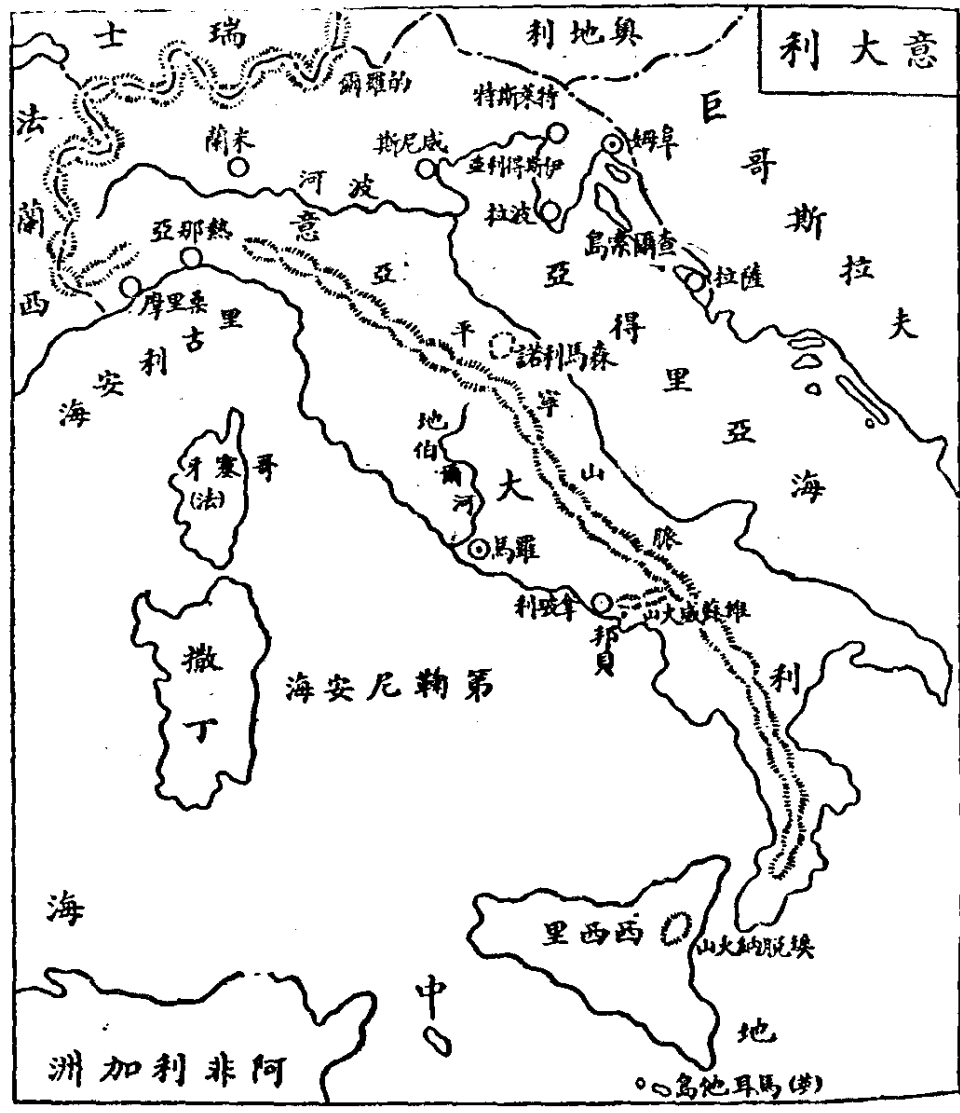 意大利
瑞士
奧地利
的羅爾
特萊斯特
巨哥斯拉夫
法蘭西
米蘭
威尼斯
伊斯得利亞
阜姆
波河
波拉
查爾索島
薩拉
熱那亞
桑里摩
里古利安海
亞平寧山脈
森馬利諾
亞得里亞海
意大利
地伯爾河
哥塞牙
(法)
羅馬
維蘇威火山
邦貝
撒丁
第勒尼安海
西西里
埃脱納火山
地中海
(英)馬耳他島
阿非利加洲